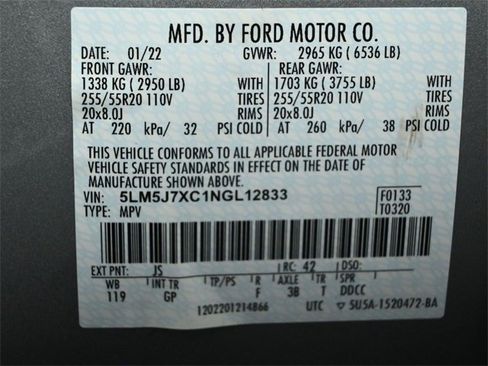 MFD. BY FORD MOTOR CO.
DATE: 01/22 GVWR: 2965 KG ( 6536 LB)
FRONT GAWR: REAR GAWR:
1338 KG ( 2950 LB) WITH 1703 KG ( 3755 LB) WITH
255/55R20 110V TIRES 255/55R20 110V TIRES
20x8.0J RIMS 20x8.0J RIMS
AT 220 kPa/ 32 PSI COLD AT 260 kPa/ 38 PSI COLD
THIS VEHICLE CONFORMS TO ALL APPLICABLE FEDERAL MOTOR
VEHICLE SAFETY STANDARDS IN EFFECT ON THE DATE OF
MANUFACTURE SHOWN ABOVE.
VIN: 5LM5J7XC1NGL12833 F0133
TYPE: MPV T0320
EXT PNT: JS RC: 42 DSO:
WB INT TR TP/PS R AXLE TR SPR
119 GP F 3B T DDCC
1202201214866 UTC ▽ 5U5A-1520472-BA